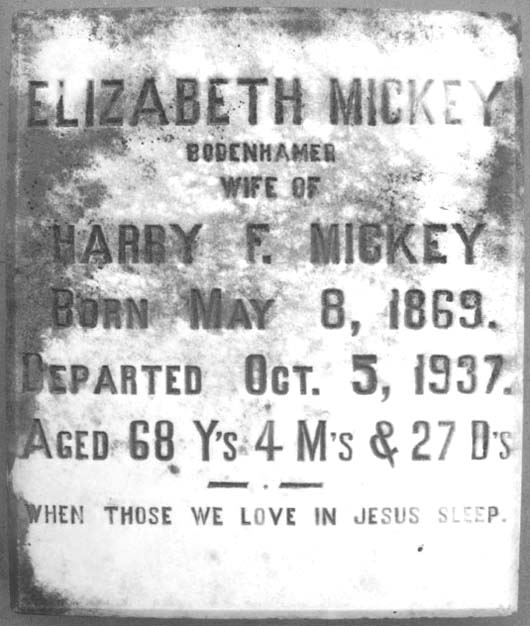 ELIZABETH MICKEY
BODENHAMER
WIFE OF
HARRY F. MICKEY
BORN MAY 8, 1869.
DEPARTED OCT. 5, 1937.
AGED 68 Y'S 4 M'S & 27 D'S
WHEN THOSE WE LOVE IN JESUS SLEEP.